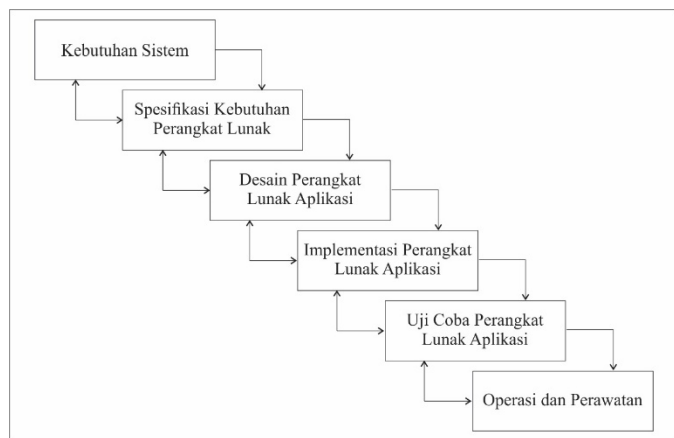 Kebutuhan Sistem
Spesifikasi Kebutuhan
Perangkat Lunak
Desain Perangkat
Lunak Aplikasi
Implementasi Perangkat
Lunak Aplikasi
Uji Coba Perangkat
Lunak Aplikasi
Operasi dan Perawatan